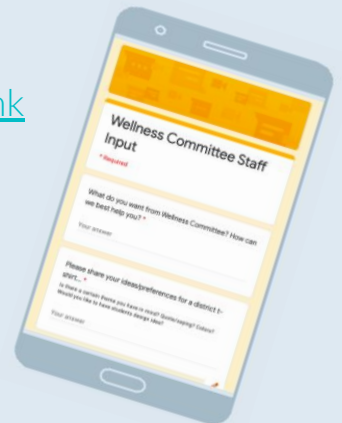 nk
Wellness Committee Staff
Input
* Required
What do you want from Wellness Committee? How can
we best help you? *
Your answer
Please share your ideas/preferences for a district t-
shirt... *
Is there a certain theme you have in mind? Quote/saying? Colors?
Would you like to have students design idea?
Your answer